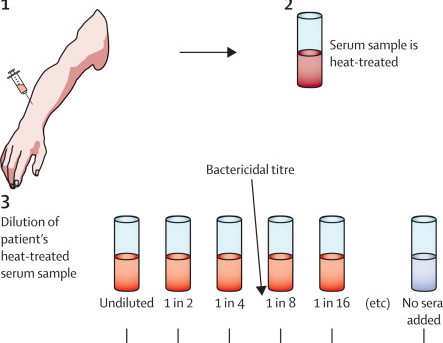 1
2
Serum sample is
heat-treated
Bactericidal titre
3
Dilution of
patient's
heat-treated
serum sample
Undiluted 1 in 2 1 in 4 1 in 8 1 in 16 (etc) No sera
added